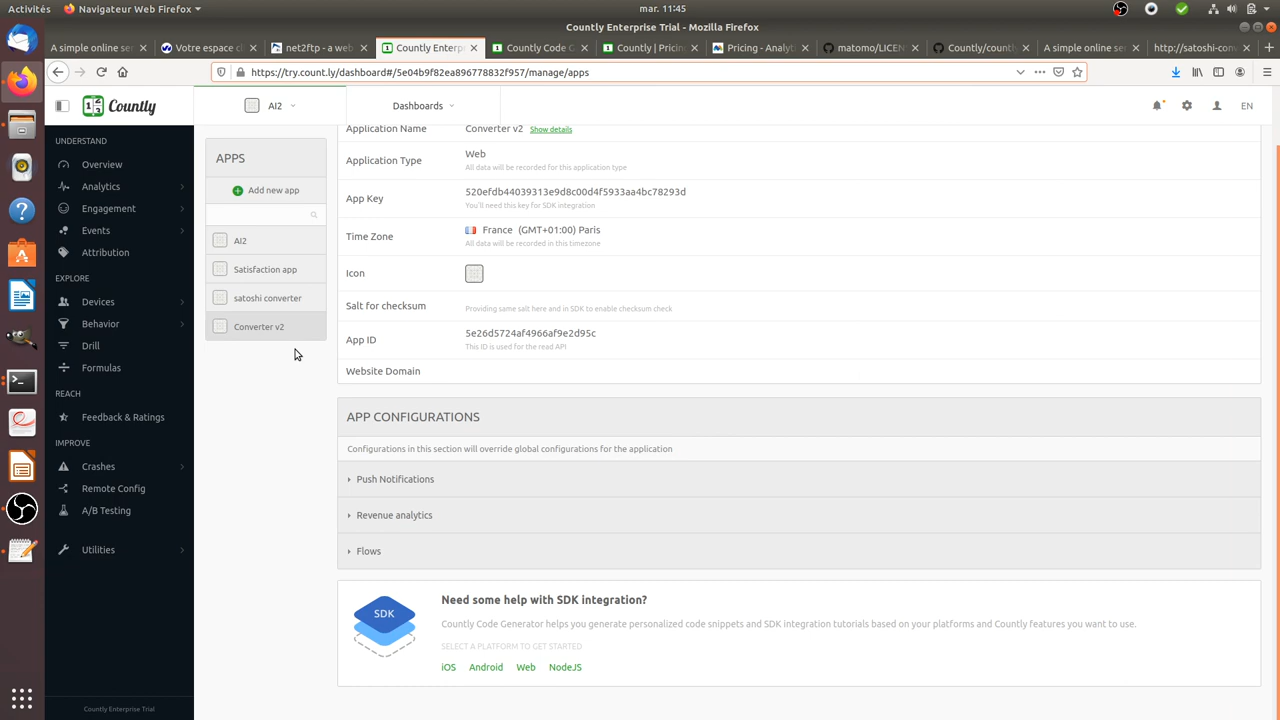 Activités
Navigateur Web Firefox
mar. 11:45
Countly Enterprise Trial - Mozilla Firefox
A simple online ser
Votre espace cl
net2ftp - a web
Countly Enterpr
Countly Code G
Countly | Pricing
Pricing - Analytic
matomo/LICEN
Countly/county
A simple online serv
http://satoshi-conv
https://try.count.ly/dashboard#/5e04b9f82ea896778832f957/manage/apps
Countly
AI2
Dashboards
EN
UNDERSTAND
Overview
Analytics
Engagement
Events
Attribution
EXPLORE
Devices
Behavior
Drill
Formulas
REACH
Feedback & Ratings
IMPROVE
Crashes
Remote Config
A/B Testing
Utilities
Countly Enterprise Trial
APPS
Add new app
AI2
Satisfaction app
satoshi converter
Converter v2
Application Name
Converter v2 Show details
Application Type
Web
All data will be recorded for this application type
App Key
520efdb44039313e9d8c00d4f5933aa4bc78293d
You'll need this key for SDK integration
Time Zone
France (GMT+01:00) Paris
All data will be recorded in this timezone
Icon
Salt for checksum
Providing same salt here and in SDK to enable checksum check
App ID
5e26d5724af4966af9e2d95c
This ID is used for the read API
Website Domain
APP CONFIGURATIONS
Configurations in this section will override global configurations for the application
Push Notifications
Revenue analytics
Flows
SDK
Need some help with SDK integration?
Countly Code Generator helps you generate personalized code snippets and SDK integration tutorials based on your platforms and Countly features you want to use.
SELECT A PLATFORM TO GET STARTED
iOS Android Web NodeJS